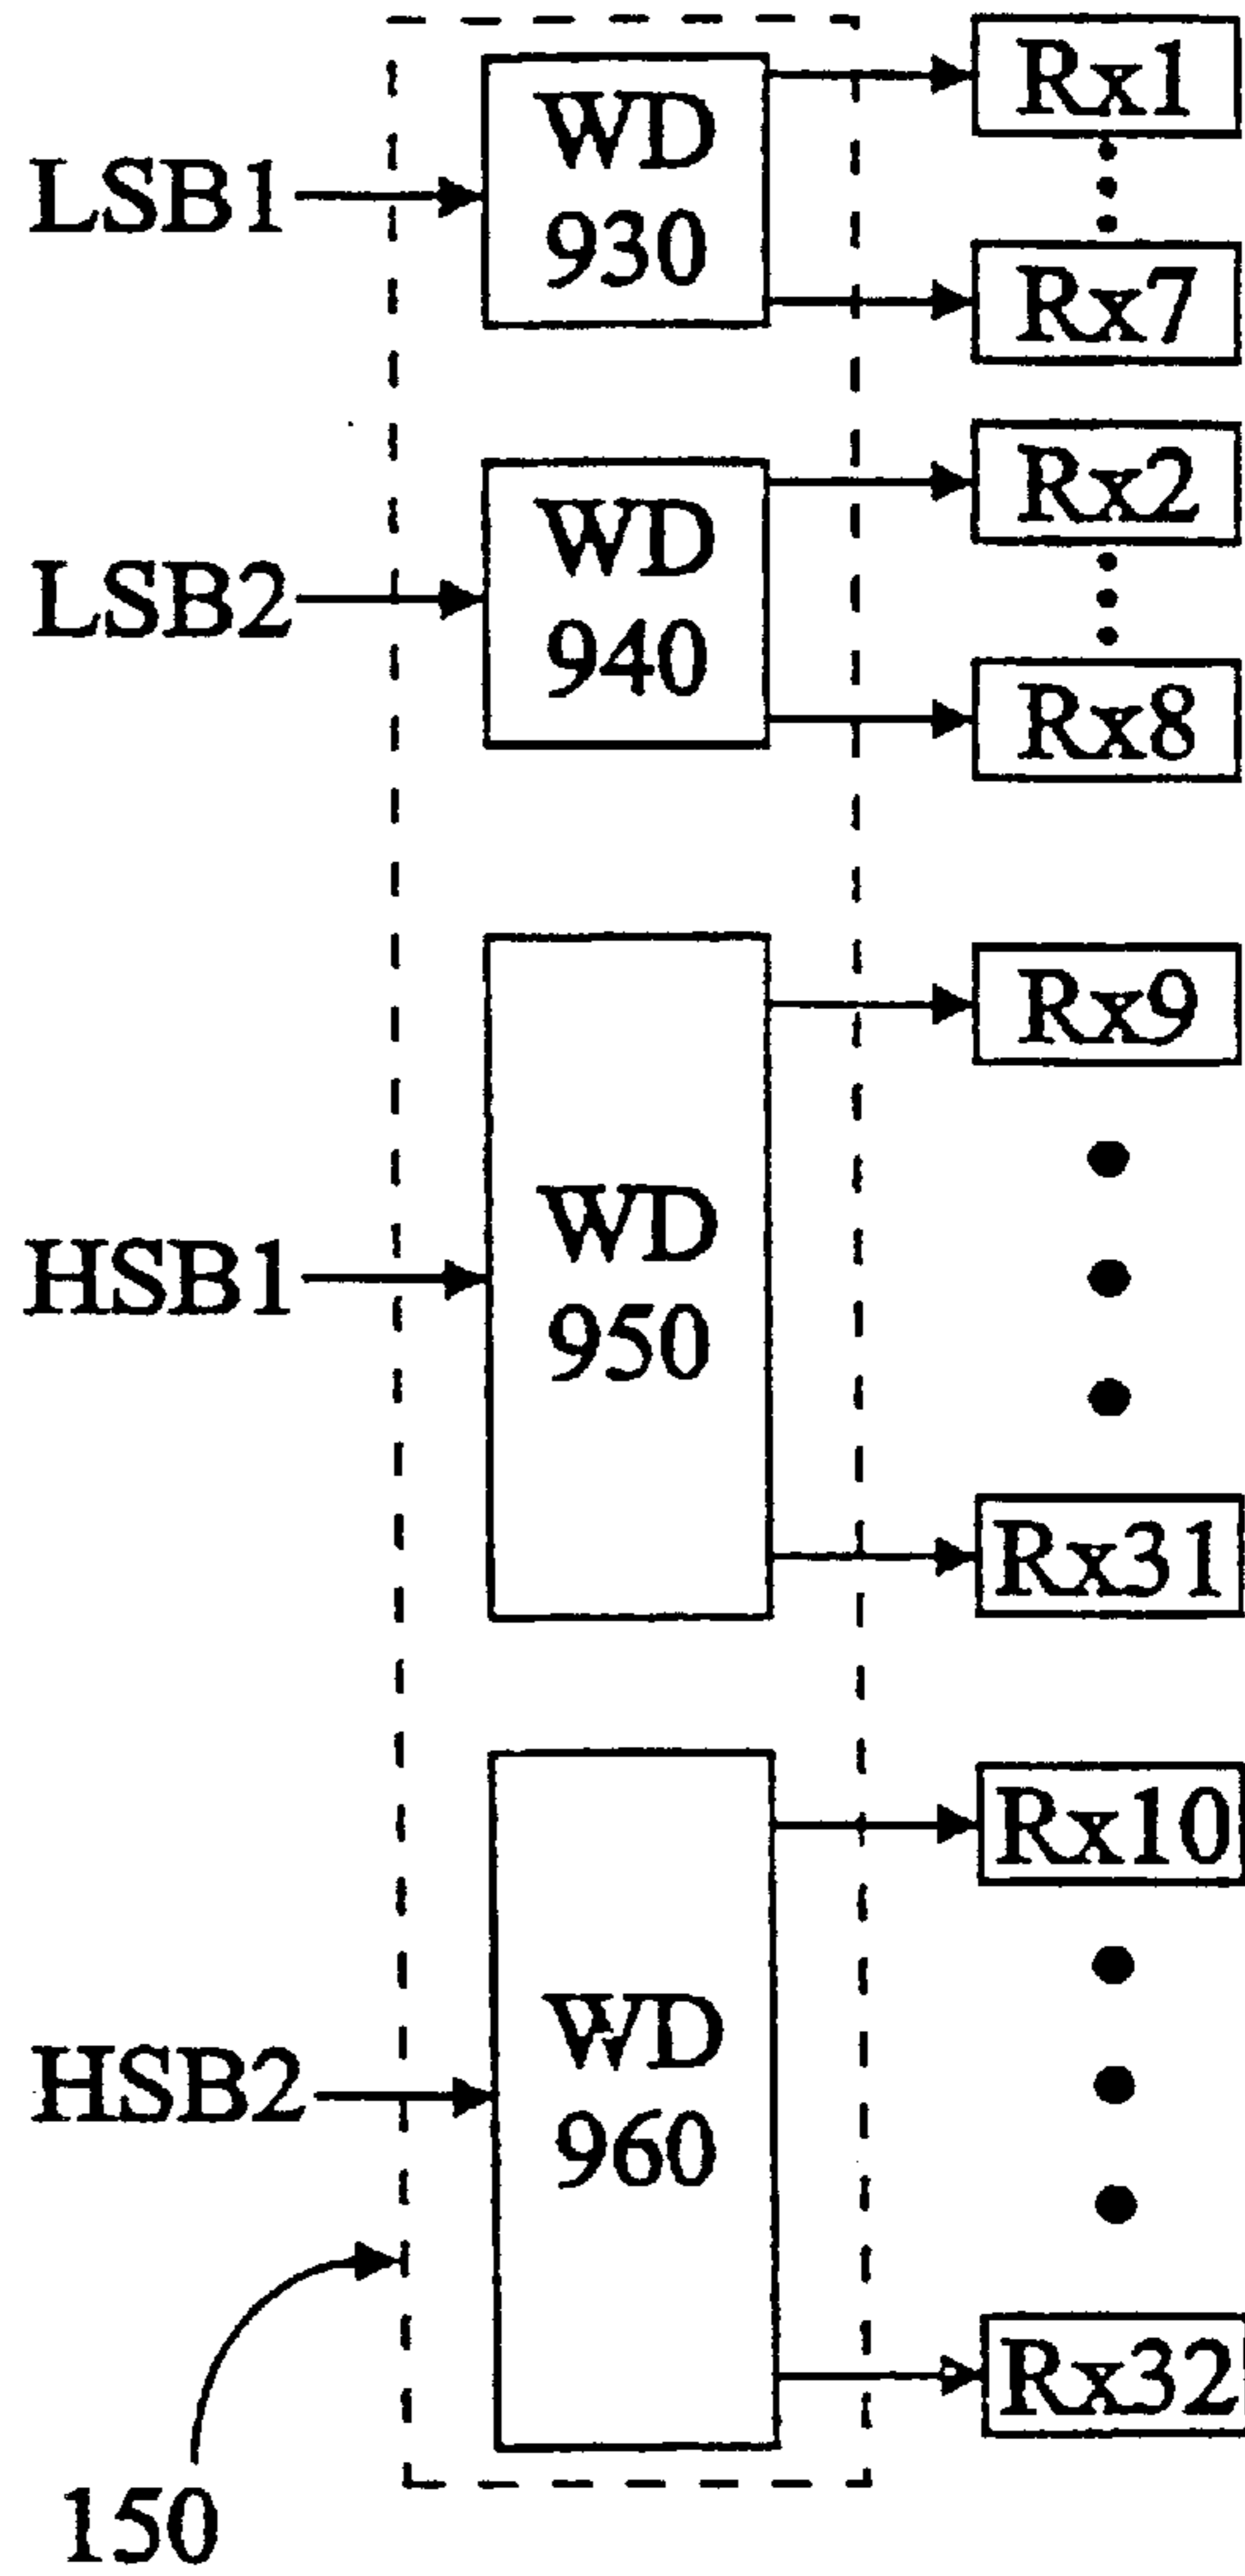 LSB1
WD
930
Rx1
Rx7
LSB2
WD
940
Rx2
Rx8
HSB1
WD
950
Rx9
Rx31
HSB2
WD
960
Rx10
Rx32
150